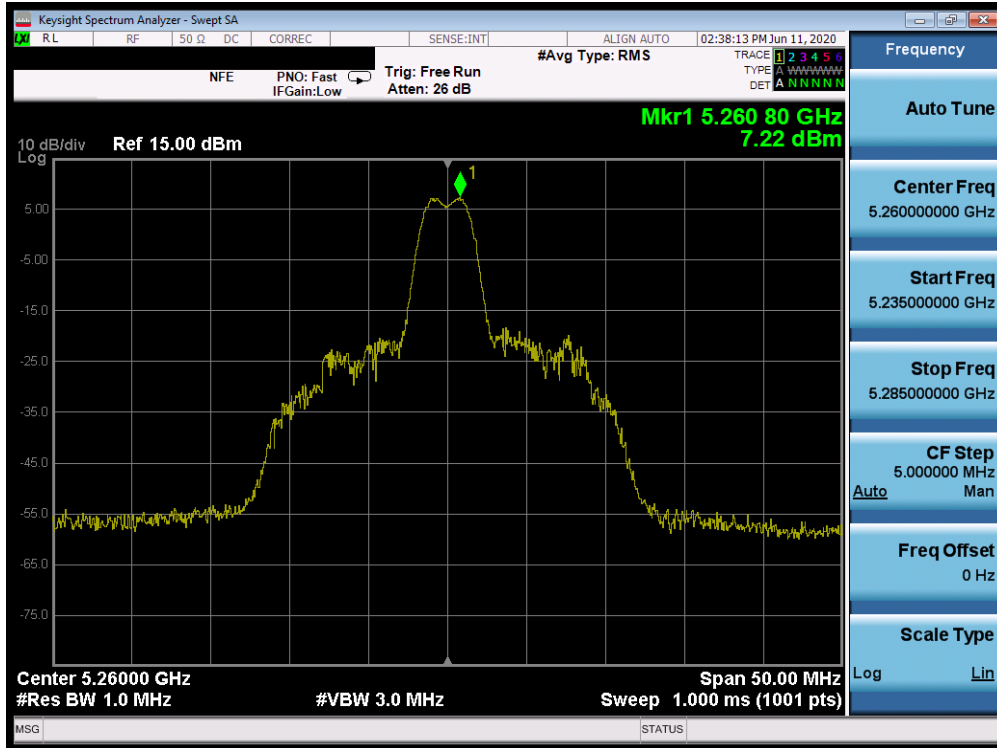 Keysight Spectrum Analyzer - Swept SA
LXI RL RF 50 Ω DC CORREC SENSE:INT ALIGN AUTO 02:38:13 PM Jun 11, 2020
NFE PNO: Fast Trig: Free Run #Avg Type: RMS TRACE 1 2 3 4 5 6
IFGain:Low Atten: 26 dB TYPE A WWWWW
DET A N N N N N
Mkr1 5.260 80 GHz
7.22 dBm
10 dB/div Ref 15.00 dBm
Log
1
5.00
-5.00
-15.0
-25.0
-35.0
-45.0
-55.0
-65.0
-75.0
Center 5.26000 GHz Span 50.00 MHz
#Res BW 1.0 MHz #VBW 3.0 MHz Sweep 1.000 ms (1001 pts)
MSG STATUS
Frequency
Auto Tune
Center Freq
5.260000000 GHz
Start Freq
5.235000000 GHz
Stop Freq
5.285000000 GHz
CF Step
5.000000 MHz
Auto Man
Freq Offset
0 Hz
Scale Type
Log Lin